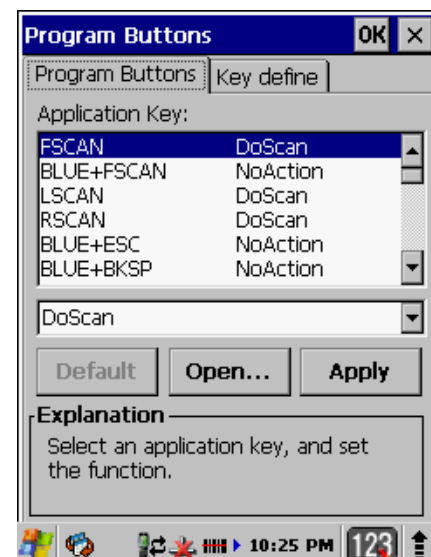 Program Buttons OK ×
Program Buttons Key define
Application Key:
FSCAN DoScan
BLUE+FSCAN NoAction
LSCAN DoScan
RSCAN DoScan
BLUE+ESC NoAction
BLUE+BKSP NoAction
DoScan
Default Open... Apply
Explanation
Select an application key, and set
the function.
10:25 PM 123